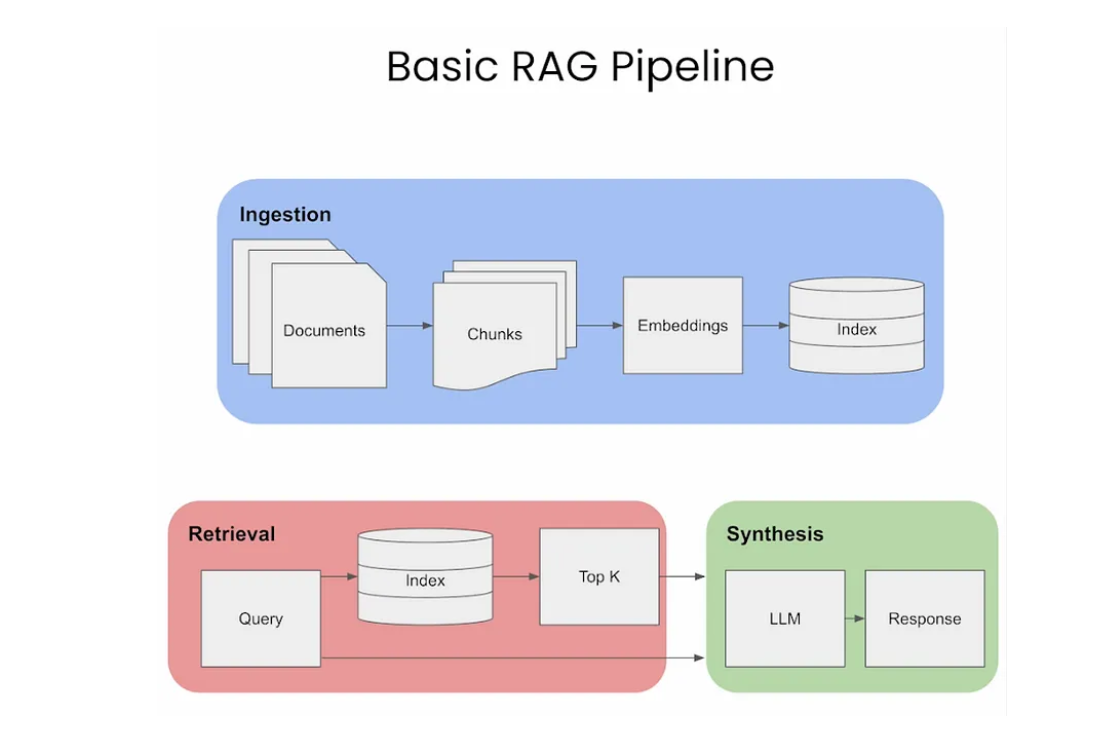 Basic RAG Pipeline
Ingestion
Documents
Chunks
Embeddings
Index
Retrieval
Query
Index
Top K
Synthesis
LLM
Response